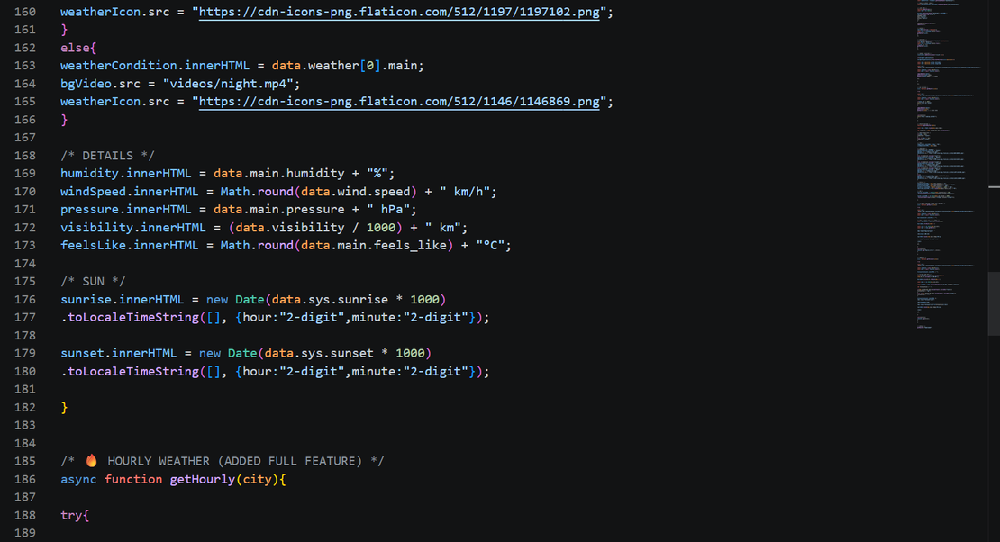 160 weatherIcon.src = "https://cdn-icons-png.flaticon.com/512/1197/1197102.png";
161 }
162 else{
163 weatherCondition.innerHTML = data.weather[0].main;
164 bgVideo.src = "videos/night.mp4";
165 weatherIcon.src = "https://cdn-icons-png.flaticon.com/512/1146/1146869.png";
166 }
167
168 /* DETAILS */
169 humidity.innerHTML = data.main.humidity + "%";
170 windSpeed.innerHTML = Math.round(data.wind.speed) + " km/h";
171 pressure.innerHTML = data.main.pressure + " hPa";
172 visibility.innerHTML = (data.visibility / 1000) + " km";
173 feelsLike.innerHTML = Math.round(data.main.feels_like) + "°C";
174
175 /* SUN */
176 sunrise.innerHTML = new Date(data.sys.sunrise * 1000)
177 .toLocaleTimeString([], {hour:"2-digit",minute:"2-digit"});
178
179 sunset.innerHTML = new Date(data.sys.sunset * 1000)
180 .toLocaleTimeString([], {hour:"2-digit",minute:"2-digit"});
181
182 }
183
184
185 /* 🔥 HOURLY WEATHER (ADDED FULL FEATURE) */
186 async function getHourly(city){
187
188 try{
189